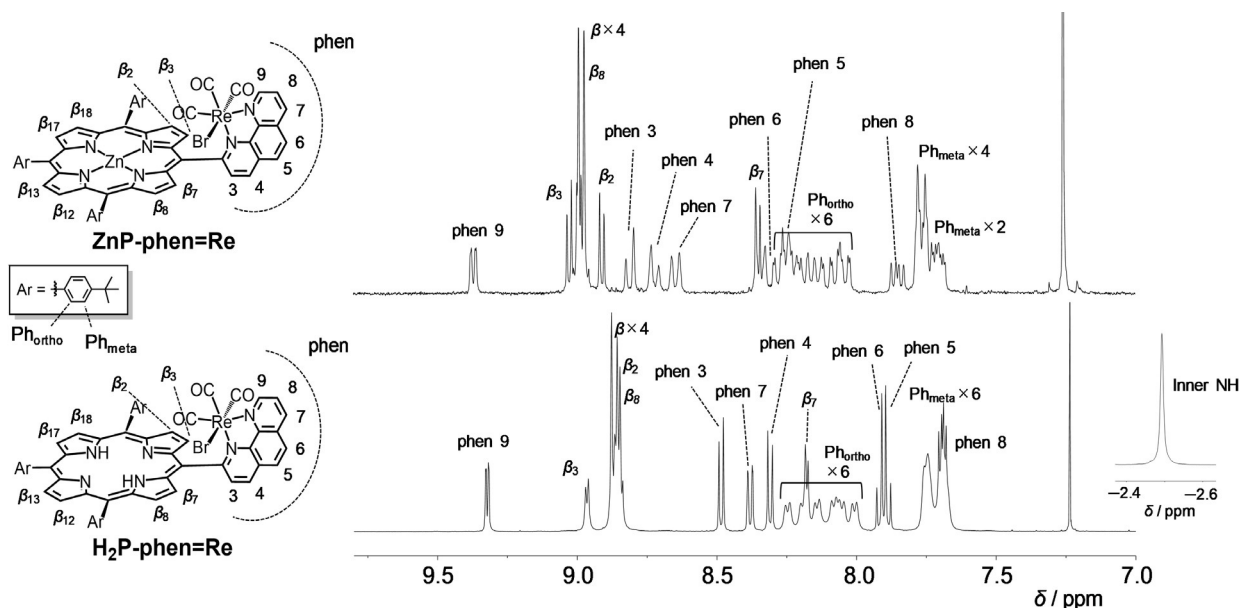 phen
β3
β2
9
8
CO
CO
Ar
7
CO
Re
N
β18
β17
Br
N
6
N
N
Ar
Zn
5
N
N
β13
3
4
β7
β12
β8
Ar
ZnP-phen=Re
Ar =
Phortho
Phmeta
phen
β3
β2
9
8
CO
CO
Ar
7
CO
Re
N
β18
β17
Br
N
6
NH
N
Ar
5
N
HN
β13
3
4
β7
β12
β8
Ar
H2P-phen=Re
β×4
β8
phen 5
phen 6
phen 8
phen 3
phen 4
Phmeta×4
β3
β2
phen 7
β7
Phortho
×6
Phmeta×2
phen 9
β×4
phen 4
β2
phen 6
phen 5
phen 3
β8
phen 7
β7
Phmeta×6
Inner NH
phen 9
β3
Phortho
×6
phen 8
−2.4 −2.6
δ / ppm
9.5 9.0 8.5 8.0 7.5 7.0
δ / ppm